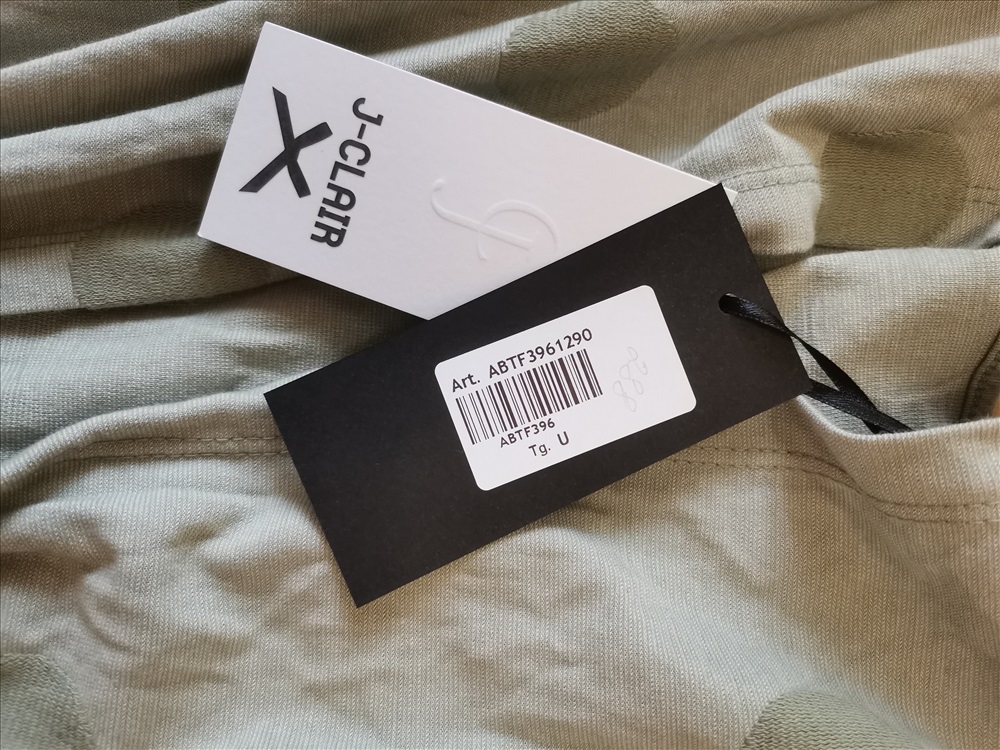 J-CLAIR
X
Art. ABTF3961290
ABTF396
Tg. U